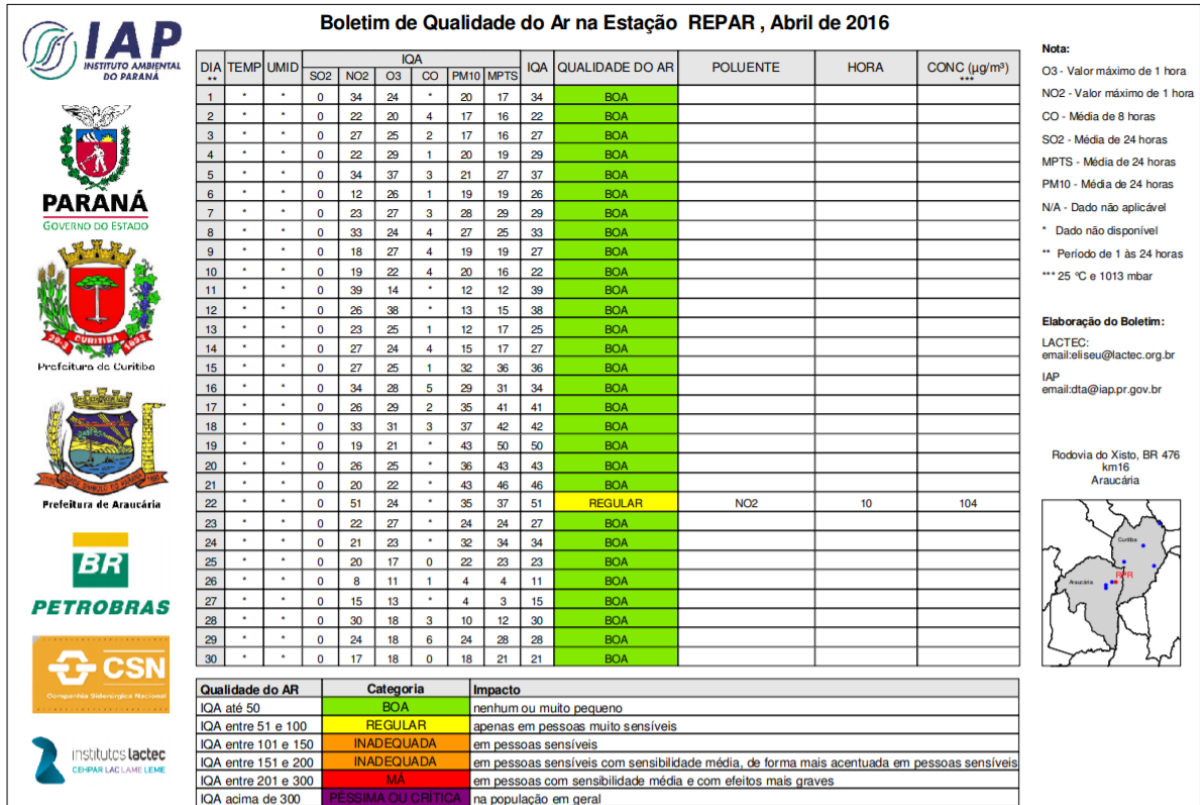 Boletim de Qualidade do Ar na Estação REPAR , Abril de 2016
IAP
INSTITUTO AMBIENTAL
DO PARANÁ
PARANÁ
GOVERNO DO ESTADO
CURITIBA
Prefeitura de Curitiba
Prefeitura de Araucária
BR
PETROBRAS
CSN
Companhia Siderúrgica Nacional
institutos lactec
CEHPAR LAC LAME LEME
IQA
DIA ** TEMP UMID SO2 NO2 O3 CO PM10 MPTS IQA QUALIDADE DO AR POLUENTE HORA CONC (µg/m³) ***
1 * * 0 34 24 * 20 17 34 BOA
2 * * 0 22 20 4 17 16 22 BOA
3 * * 0 27 25 2 17 16 27 BOA
4 * * 0 22 29 1 20 19 29 BOA
5 * * 0 34 37 3 21 27 37 BOA
6 * * 0 12 26 1 19 19 26 BOA
7 * * 0 23 27 3 28 29 29 BOA
8 * * 0 33 24 4 27 25 33 BOA
9 * * 0 18 27 4 19 19 27 BOA
10 * * 0 19 22 4 20 16 22 BOA
11 * * 0 39 14 * 12 12 39 BOA
12 * * 0 26 38 * 13 15 38 BOA
13 * * 0 23 25 1 12 17 25 BOA
14 * * 0 27 24 4 15 17 27 BOA
15 * * 0 27 25 1 32 36 36 BOA
16 * * 0 34 28 5 29 31 34 BOA
17 * * 0 26 29 2 35 41 41 BOA
18 * * 0 33 31 3 37 42 42 BOA
19 * * 0 19 21 * 43 50 50 BOA
20 * * 0 26 25 * 36 43 43 BOA
21 * * 0 20 22 * 43 46 46 BOA
22 * * 0 51 24 * 35 37 51 REGULAR NO2 10 104
23 * * 0 22 27 * 24 24 27 BOA
24 * * 0 21 23 * 32 34 34 BOA
25 * * 0 20 17 0 22 23 23 BOA
26 * * 0 8 11 1 4 4 11 BOA
27 * * 0 15 13 * 4 3 15 BOA
28 * * 0 30 18 3 10 12 30 BOA
29 * * 0 24 18 6 24 28 28 BOA
30 * * 0 17 18 0 18 21 21 BOA
Qualidade do AR Categoria Impacto
IQA até 50 BOA nenhum ou muito pequeno
IQA entre 51 e 100 REGULAR apenas em pessoas muito sensíveis
IQA entre 101 e 150 INADEQUADA em pessoas sensíveis
IQA entre 151 e 200 INADEQUADA em pessoas sensíveis com sensibilidade média, de forma mais acentuada em pessoas sensíveis
IQA entre 201 e 300 MÁ em pessoas com sensibilidade média e com efeitos mais graves
IQA acima de 300 PÉSSIMA OU CRÍTICA na população em geral
Nota:
O3 - Valor máximo de 1 hora
NO2 - Valor máximo de 1 hora
CO - Média de 8 horas
SO2 - Média de 24 horas
MPTS - Média de 24 horas
PM10 - Média de 24 horas
N/A - Dado não aplicável
* Dado não disponível
** Período de 1 às 24 horas
*** 25 ºC e 1013 mbar
Elaboração do Boletim:
LACTEC:
email:eliseu@lactec.org.br
IAP
email:dta@iap.pr.gov.br
Rodovia do Xisto, BR 476
km16
Araucária
Curitiba
Araucária
RPR